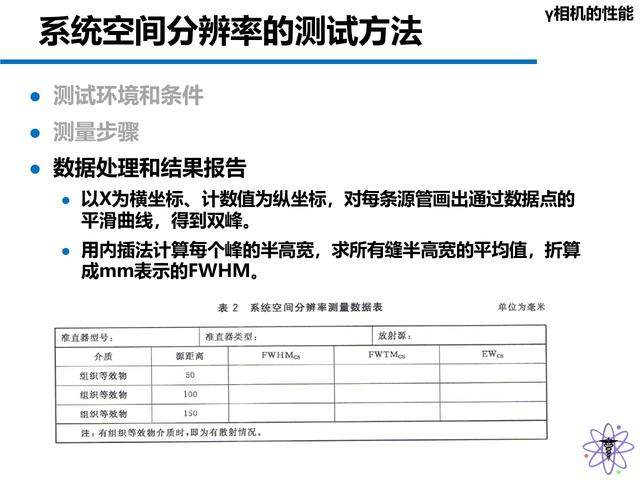 γ相机的性能
系统空间分辨率的测试方法
测试环境和条件
测量步骤
数据处理和结果报告
以X为横坐标、计数值为纵坐标，对每条源管画出通过数据点的
平滑曲线，得到双峰。
用内插法计算每个峰的半高宽，求所有缝半高宽的平均值，折算
成mm表示的FWHM。
表 2 系统空间分辨率测量数据表 单位为毫米
准直器型号： 准直器类型： 放射源：
介质 源距离 FWHMCS FWTMCS EWCS
组织等效物 50
组织等效物 100
组织等效物 150
注：有组织等效物介质时，即为有散射情况。